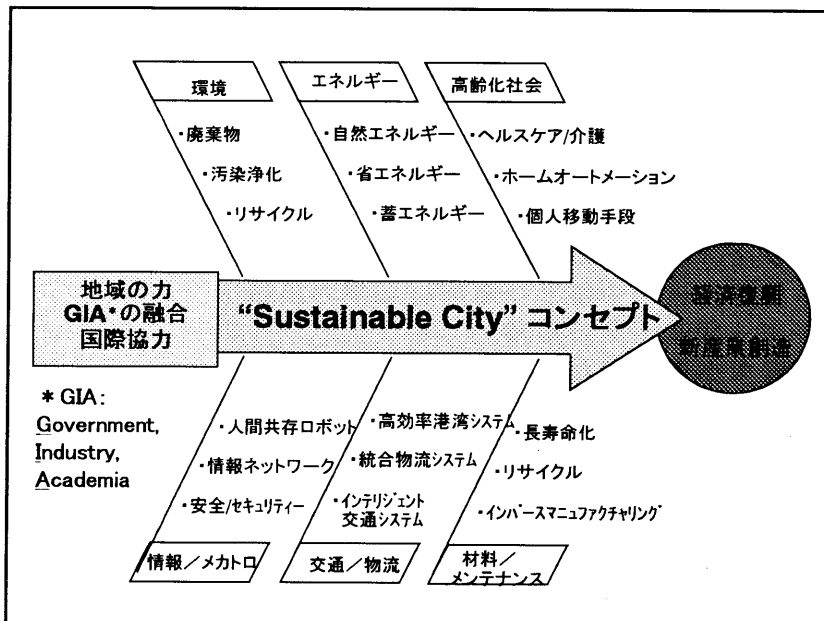 環境
・廃棄物
・汚染浄化
・リサイクル
エネルギー
・自然エネルギー
・省エネルギー
・蓄エネルギー
高齢化社会
・ヘルスケア/介護
・ホームオートメーション
・個人移動手段
地域の力
GIA*の融合
国際協力
“Sustainable City” コンセプト
経済復興
新産業創造
* GIA:
Government,
Industry,
Academia
・人間共存ロボット
・情報ネットワーク
・安全/セキュリティー
情報／メカトロ
・高効率港湾システム
・統合物流システム
・インテリジェント
交通システム
交通／物流
・長寿命化
・リサイクル
・インバースマニュファクチャリング
材料／
メンテナンス